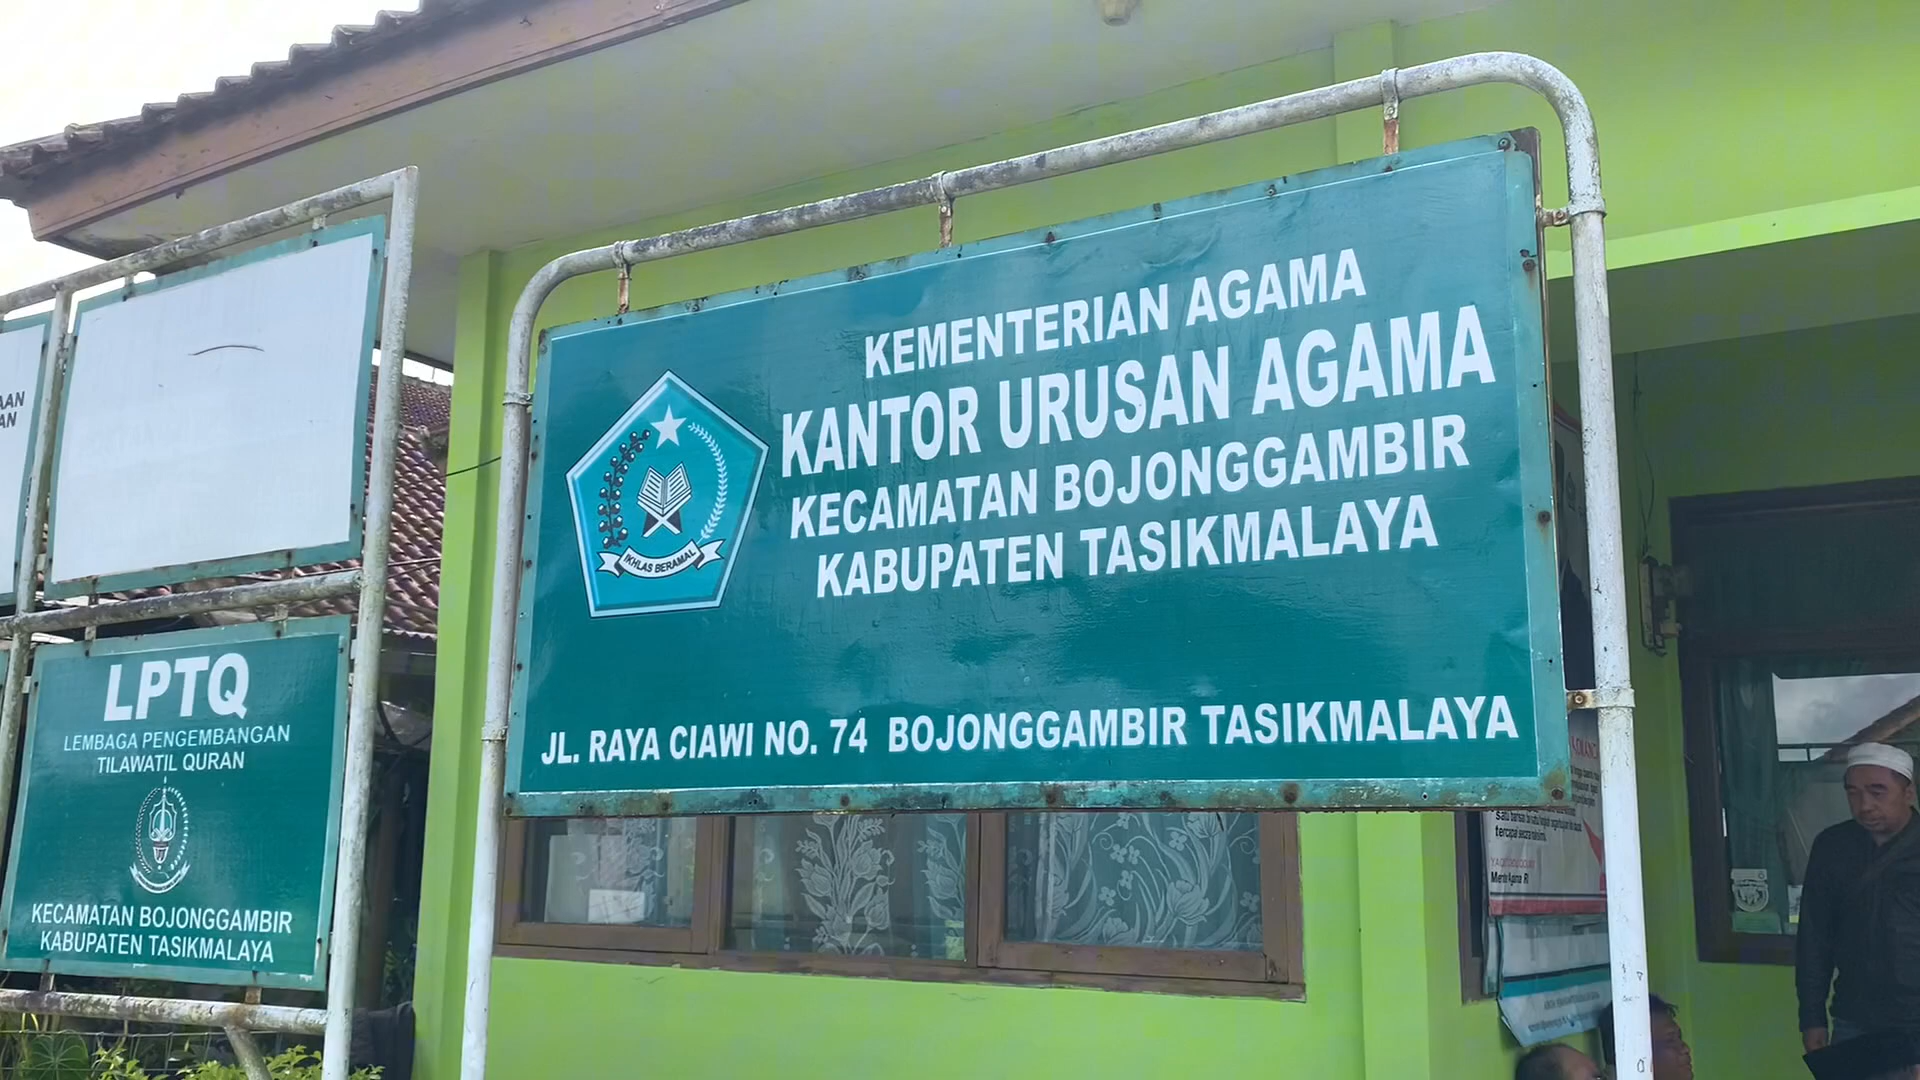 KEMENTERIAN AGAMA
KANTOR URUSAN AGAMA
KECAMATAN BOJONGGAMBIR
KABUPATEN TASIKMALAYA
IKHLAS BERAMAL
JL. RAYA CIAWI NO. 74 BOJONGGAMBIR TASIKMALAYA
LPTQ
LEMBAGA PENGEMBANGAN
TILAWATIL QURAN
KECAMATAN BOJONGGAMBIR
KABUPATEN TASIKMALAYA